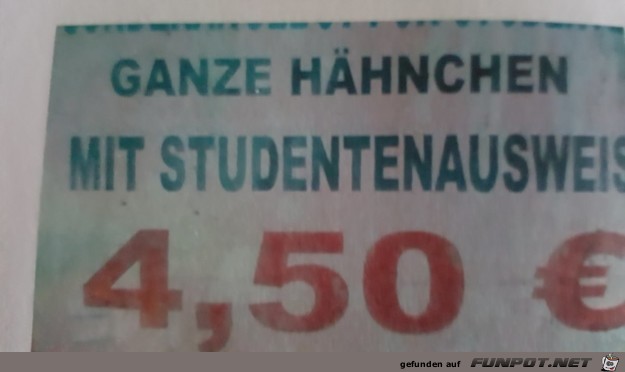 GANZE HÄHNCHEN
MIT STUDENTENAUSWEIS
4,50 €
gefunden auf FUNPOT.NET